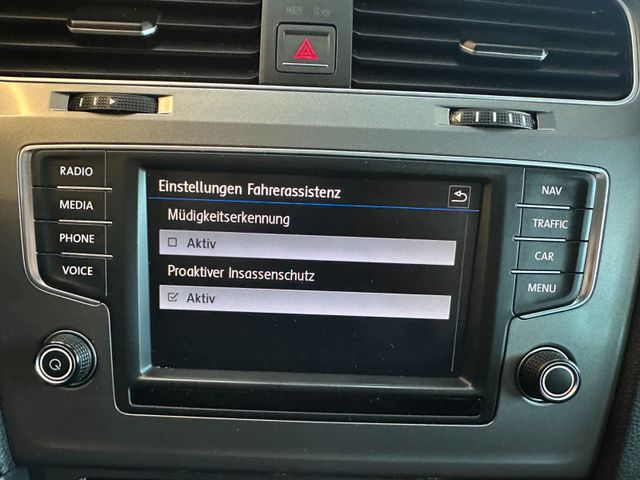 RADIO
MEDIA
PHONE
VOICE
Einstellungen Fahrerassistenz
Müdigkeitserkennung
Aktiv
Proaktiver Insassenschutz
Aktiv
NAV
TRAFFIC
CAR
MENU